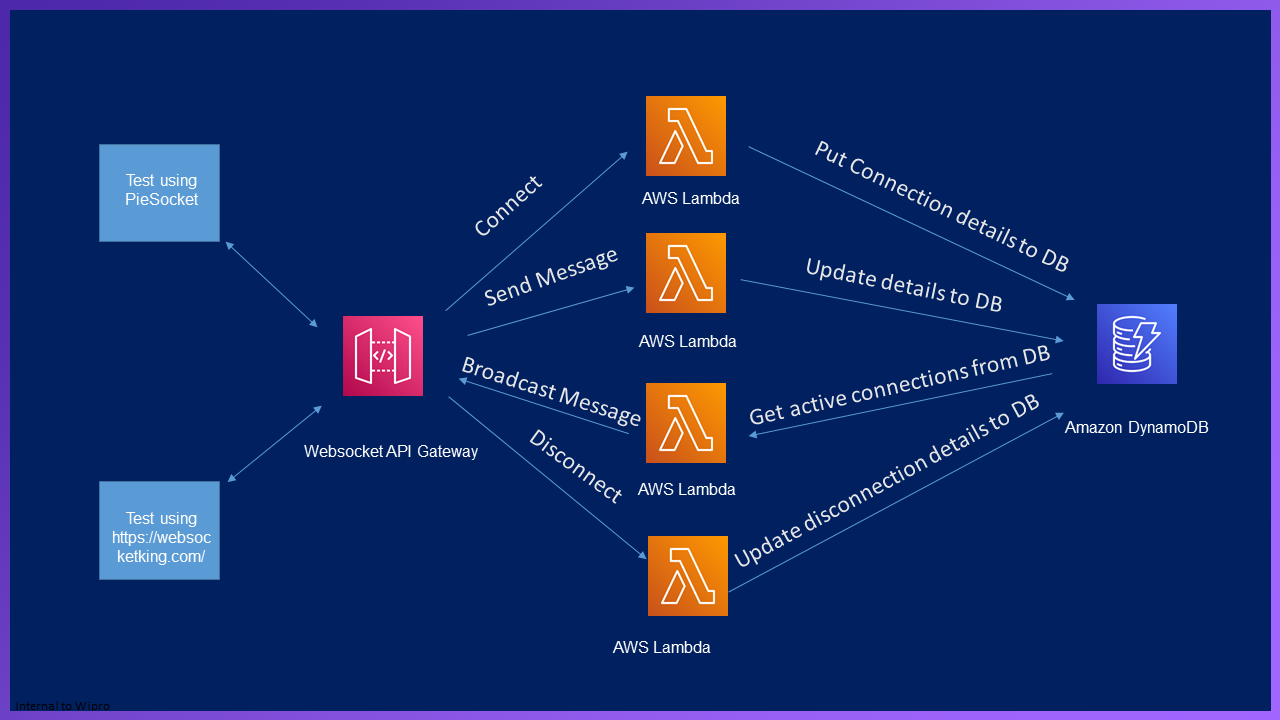 Test using
PieSocket
Test using
https://websoc
ketking.com/
Websocket API Gateway
Connect
Send Message
Broadcast Message
Disconnect
AWS Lambda
AWS Lambda
AWS Lambda
AWS Lambda
Put Connection details to DB
Update details to DB
Get active connections from DB
Update disconnection details to DB
Amazon DynamoDB
Internal to Wipro